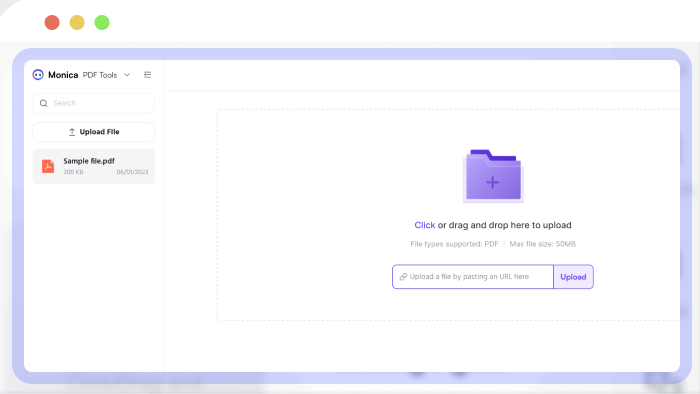 Monica PDF Tools
Search
Upload File
Sample file.pdf
200 Kb 06/01/2023
Click or drag and drop here to upload
File types supported: PDF | Max file size: 50MB
Upload a file by pasting an URL here Upload